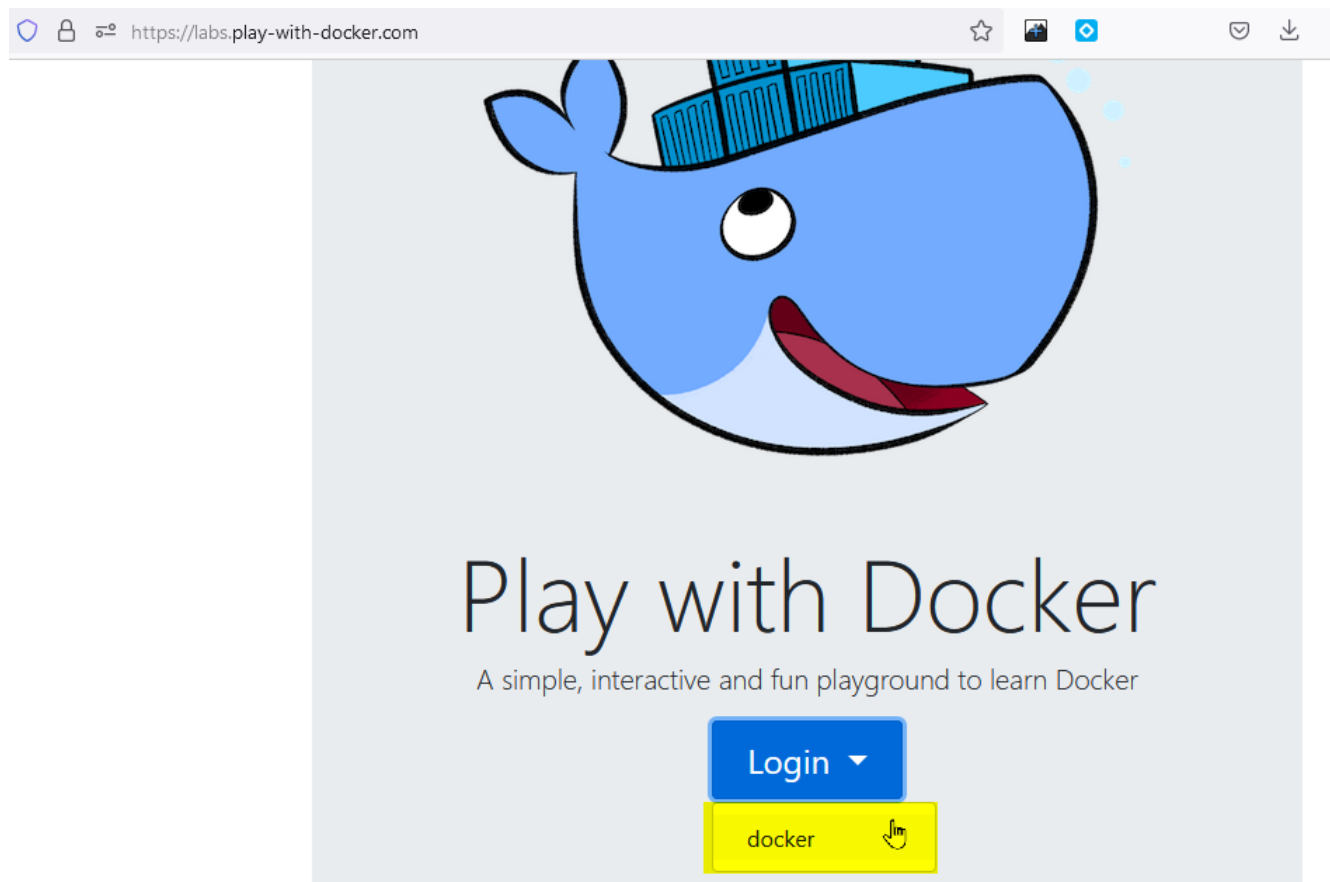 https://labs.play-with-docker.com
Play with Docker
A simple, interactive and fun playground to learn Docker
Login
docker